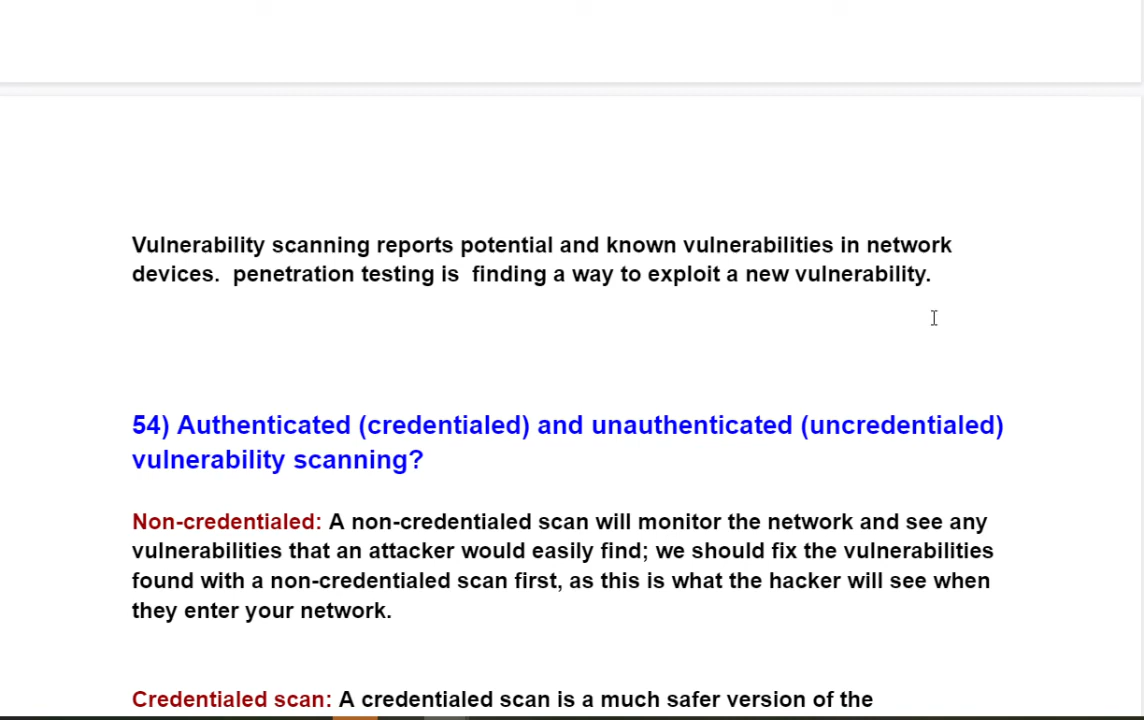 Vulnerability scanning reports potential and known vulnerabilities in network
devices.  penetration testing is  finding a way to exploit a new vulnerability.
54) Authenticated (credentialed) and unauthenticated (uncredentialed)
vulnerability scanning?
Non-credentialed: A non-credentialed scan will monitor the network and see any
vulnerabilities that an attacker would easily find; we should fix the vulnerabilities
found with a non-credentialed scan first, as this is what the hacker will see when
they enter your network.
Credentialed scan: A credentialed scan is a much safer version of the